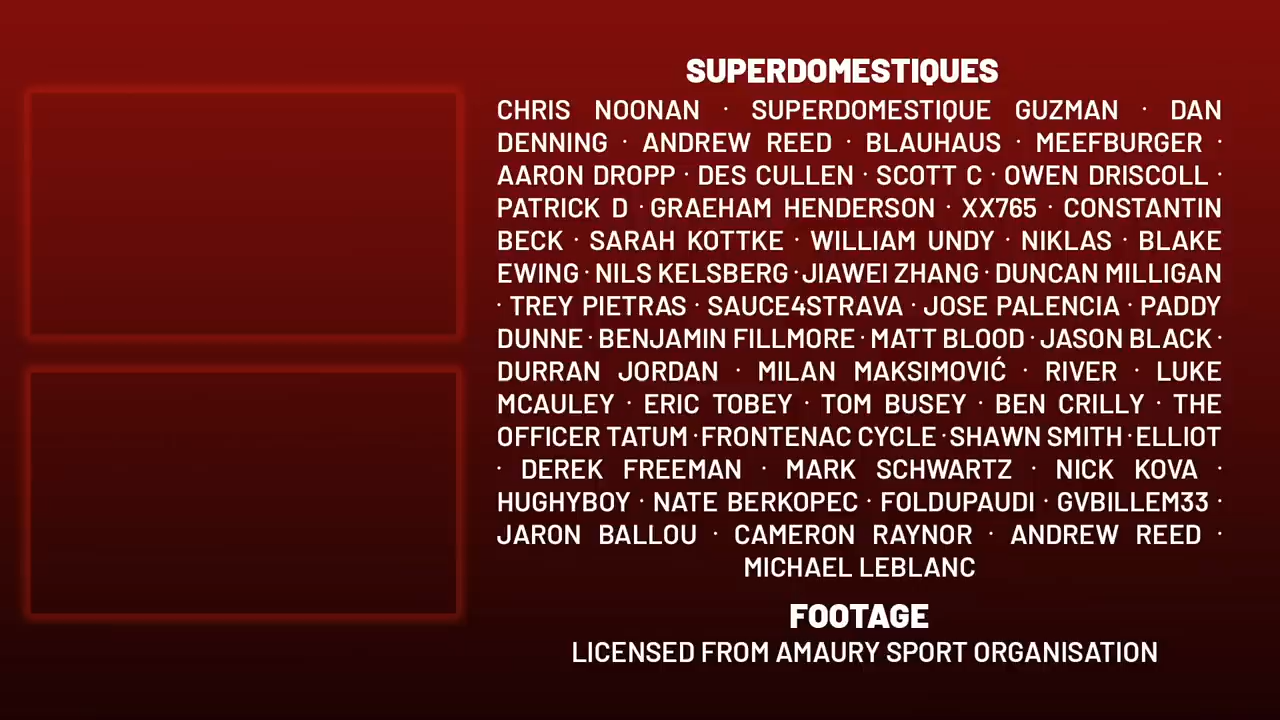 SUPERDOMESTIQUES
CHRIS NOONAN · SUPERDOMESTIQUE GUZMAN · DAN
DENNING · ANDREW REED · BLAUHAUS · MEEFBURGER ·
AARON DROPP · DES CULLEN · SCOTT C · OWEN DRISCOLL ·
PATRICK D · GRAEHAM HENDERSON · XX765 · CONSTANTIN
BECK · SARAH KOTTKE · WILLIAM UNDY · NIKLAS · BLAKE
EWING · NILS KELSBERG · JIAWEI ZHANG · DUNCAN MILLIGAN
· TREY PIETRAS · SAUCE4STRAVA · JOSE PALENCIA · PADDY
DUNNE · BENJAMIN FILLMORE · MATT BLOOD · JASON BLACK ·
DURRAN JORDAN · MILAN MAKSIMOVIĆ · RIVER · LUKE
MCAULEY · ERIC TOBEY · TOM BUSEY · BEN CRILLY · THE
OFFICER TATUM · FRONTENAC CYCLE · SHAWN SMITH · ELLIOT
· DEREK FREEMAN · MARK SCHWARTZ · NICK KOVA ·
HUGHYBOY · NATE BERKOPEC · FOLDUPAUDI · GVBILLEM33 ·
JARON BALLOU · CAMERON RAYNOR · ANDREW REED ·
MICHAEL LEBLANC
FOOTAGE
LICENSED FROM AMAURY SPORT ORGANISATION